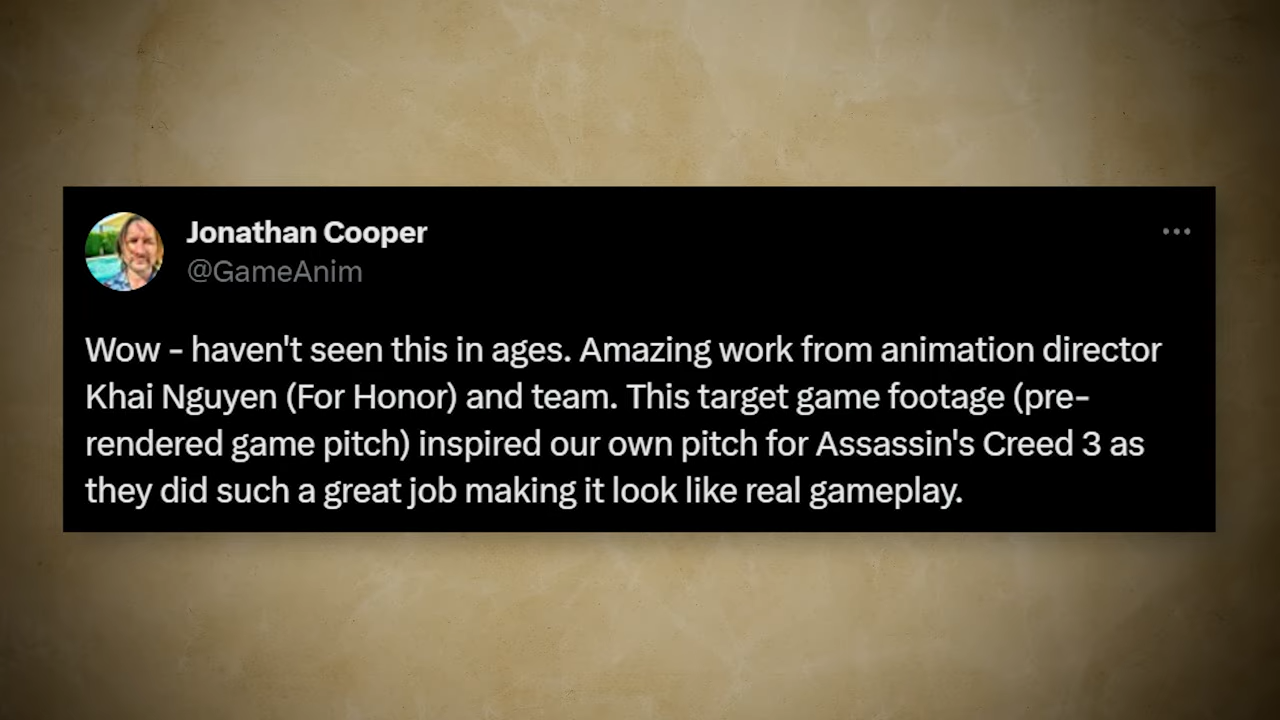 Jonathan Cooper
@GameAnim
Wow - haven't seen this in ages. Amazing work from animation director
Khai Nguyen (For Honor) and team. This target game footage (pre-
rendered game pitch) inspired our own pitch for Assassin's Creed 3 as
they did such a great job making it look like real gameplay.